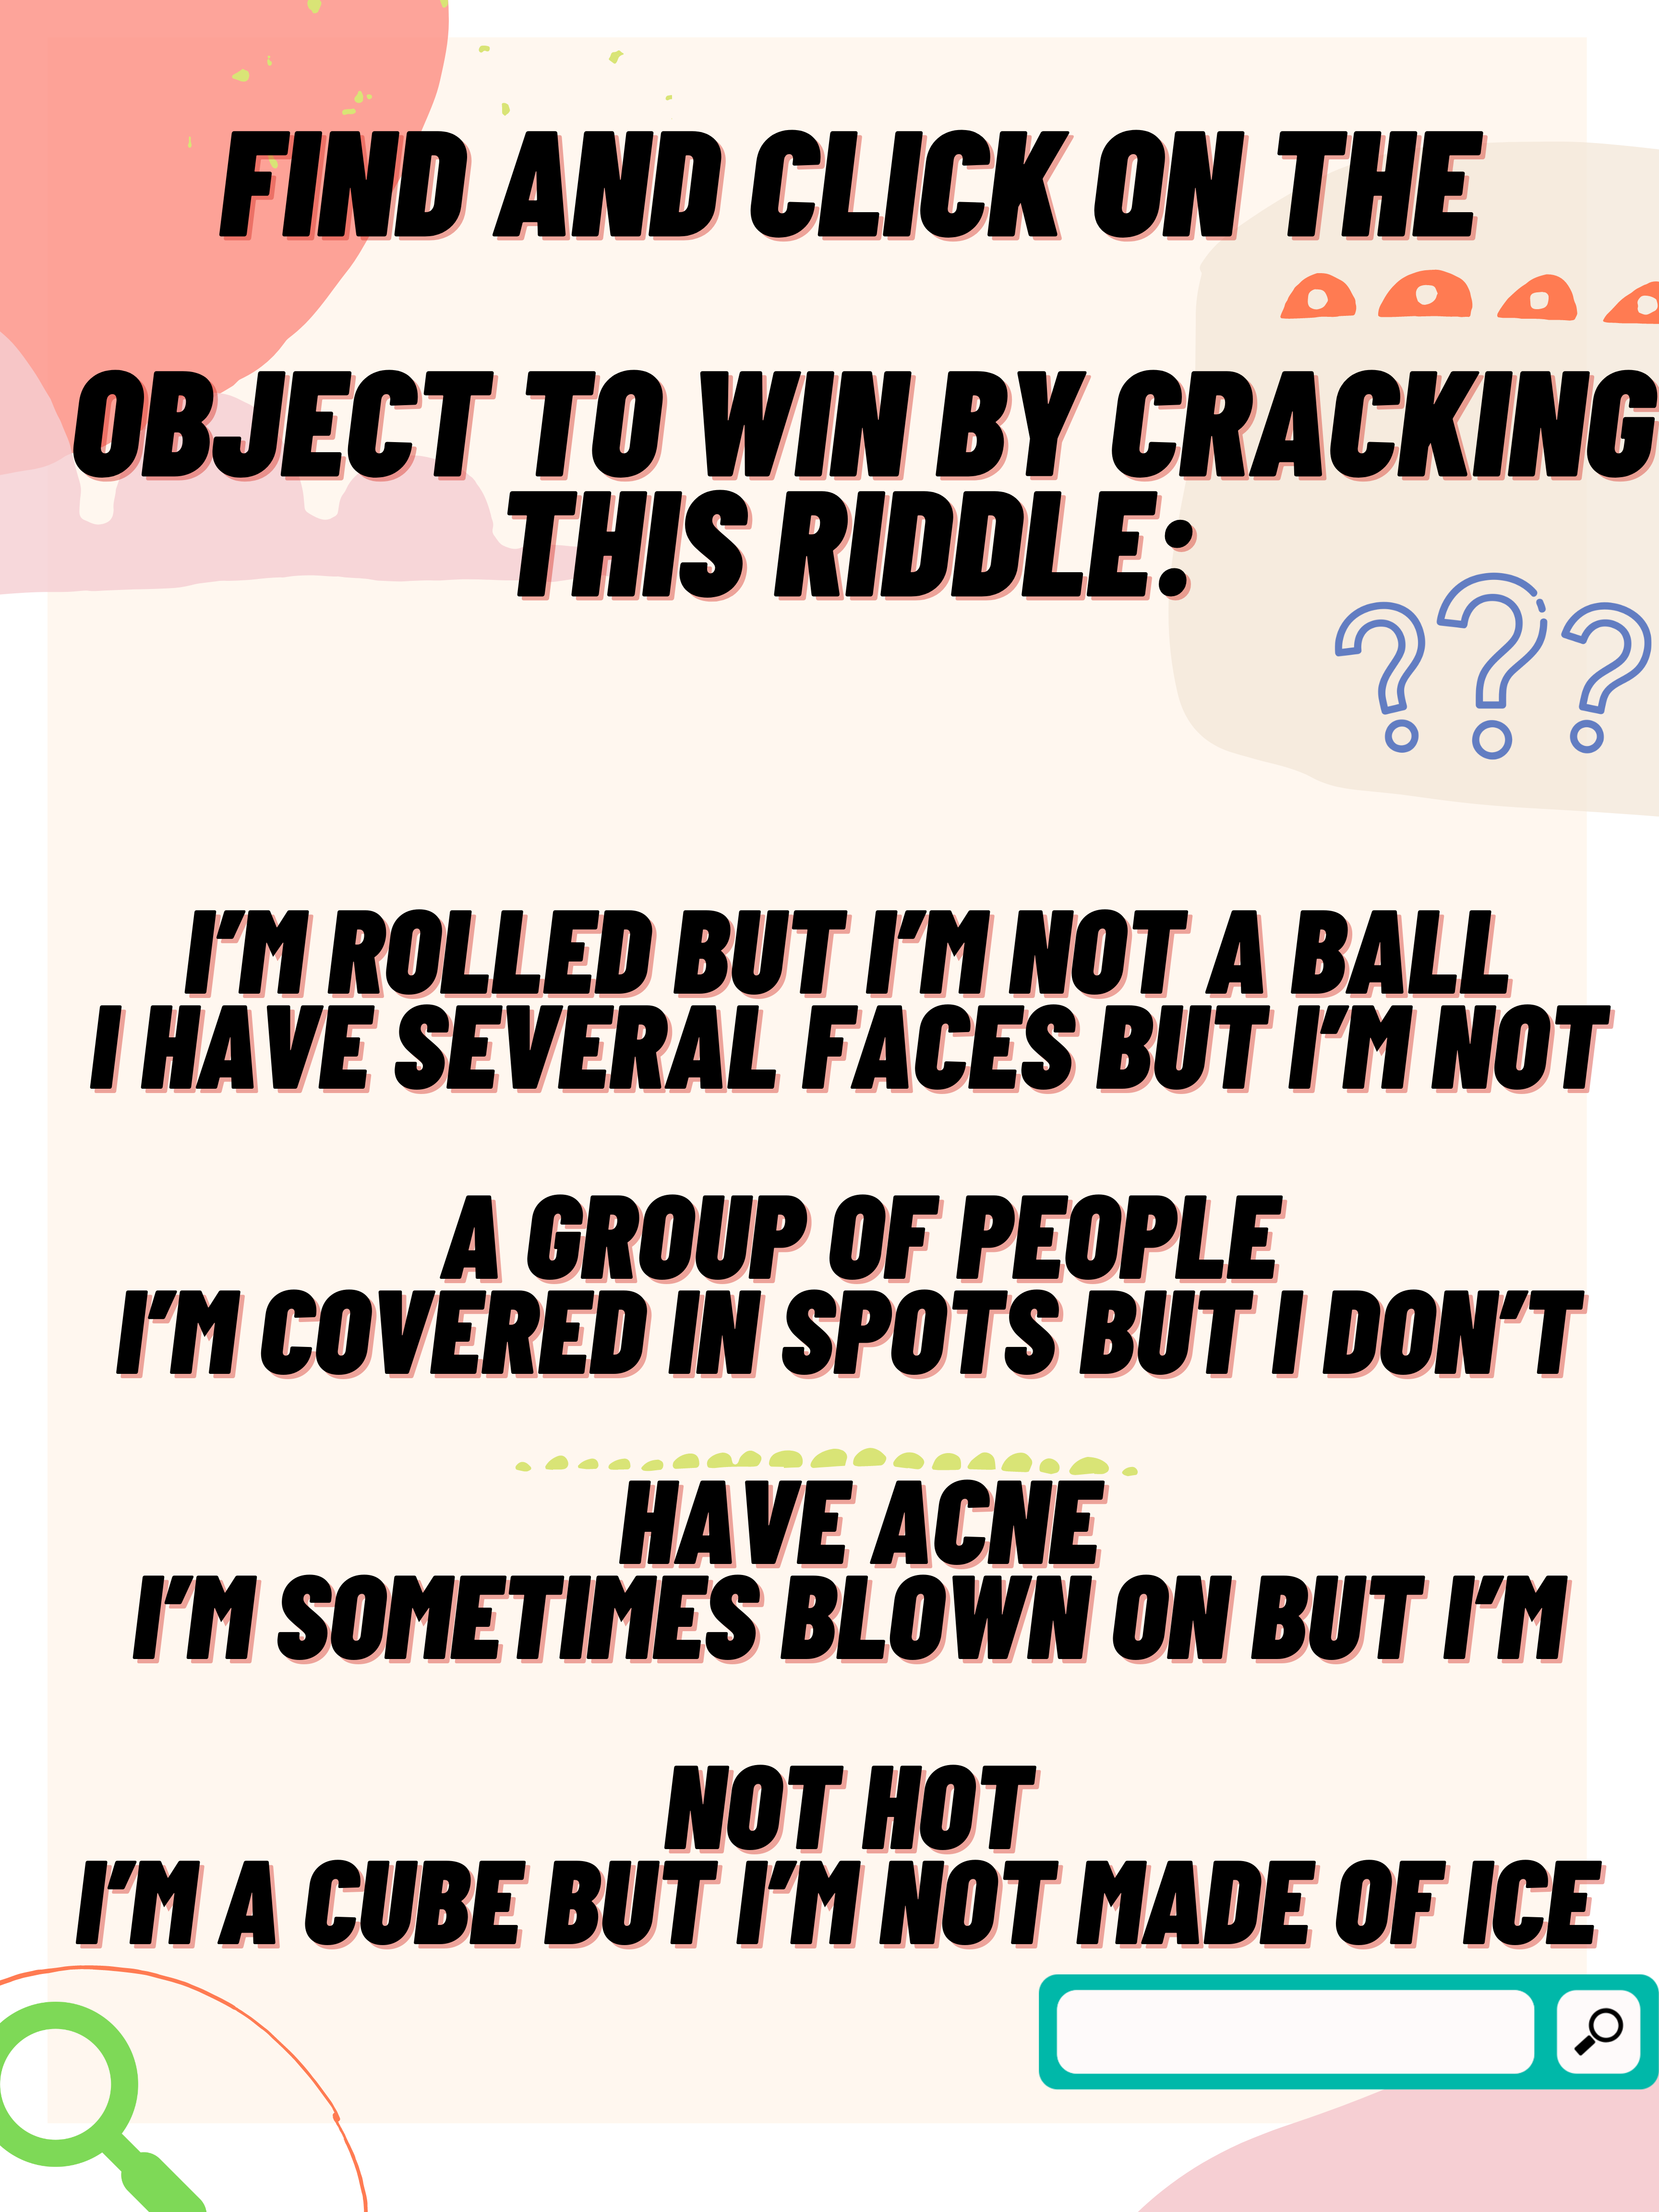 FIND AND CLICK ON THE
OBJECT TO WIN BY CRACKING
THIS RIDDLE:
I'M ROLLED BUT I'M NOT A BALL
I HAVE SEVERAL FACES BUT I'M NOT
A GROUP OF PEOPLE
I'M COVERED IN SPOTS BUT I DON'T
HAVE ACNE
I'M SOMETIMES BLOWN ON BUT I'M
NOT HOT
I'M A CUBE BUT I'M NOT MADE OF ICE